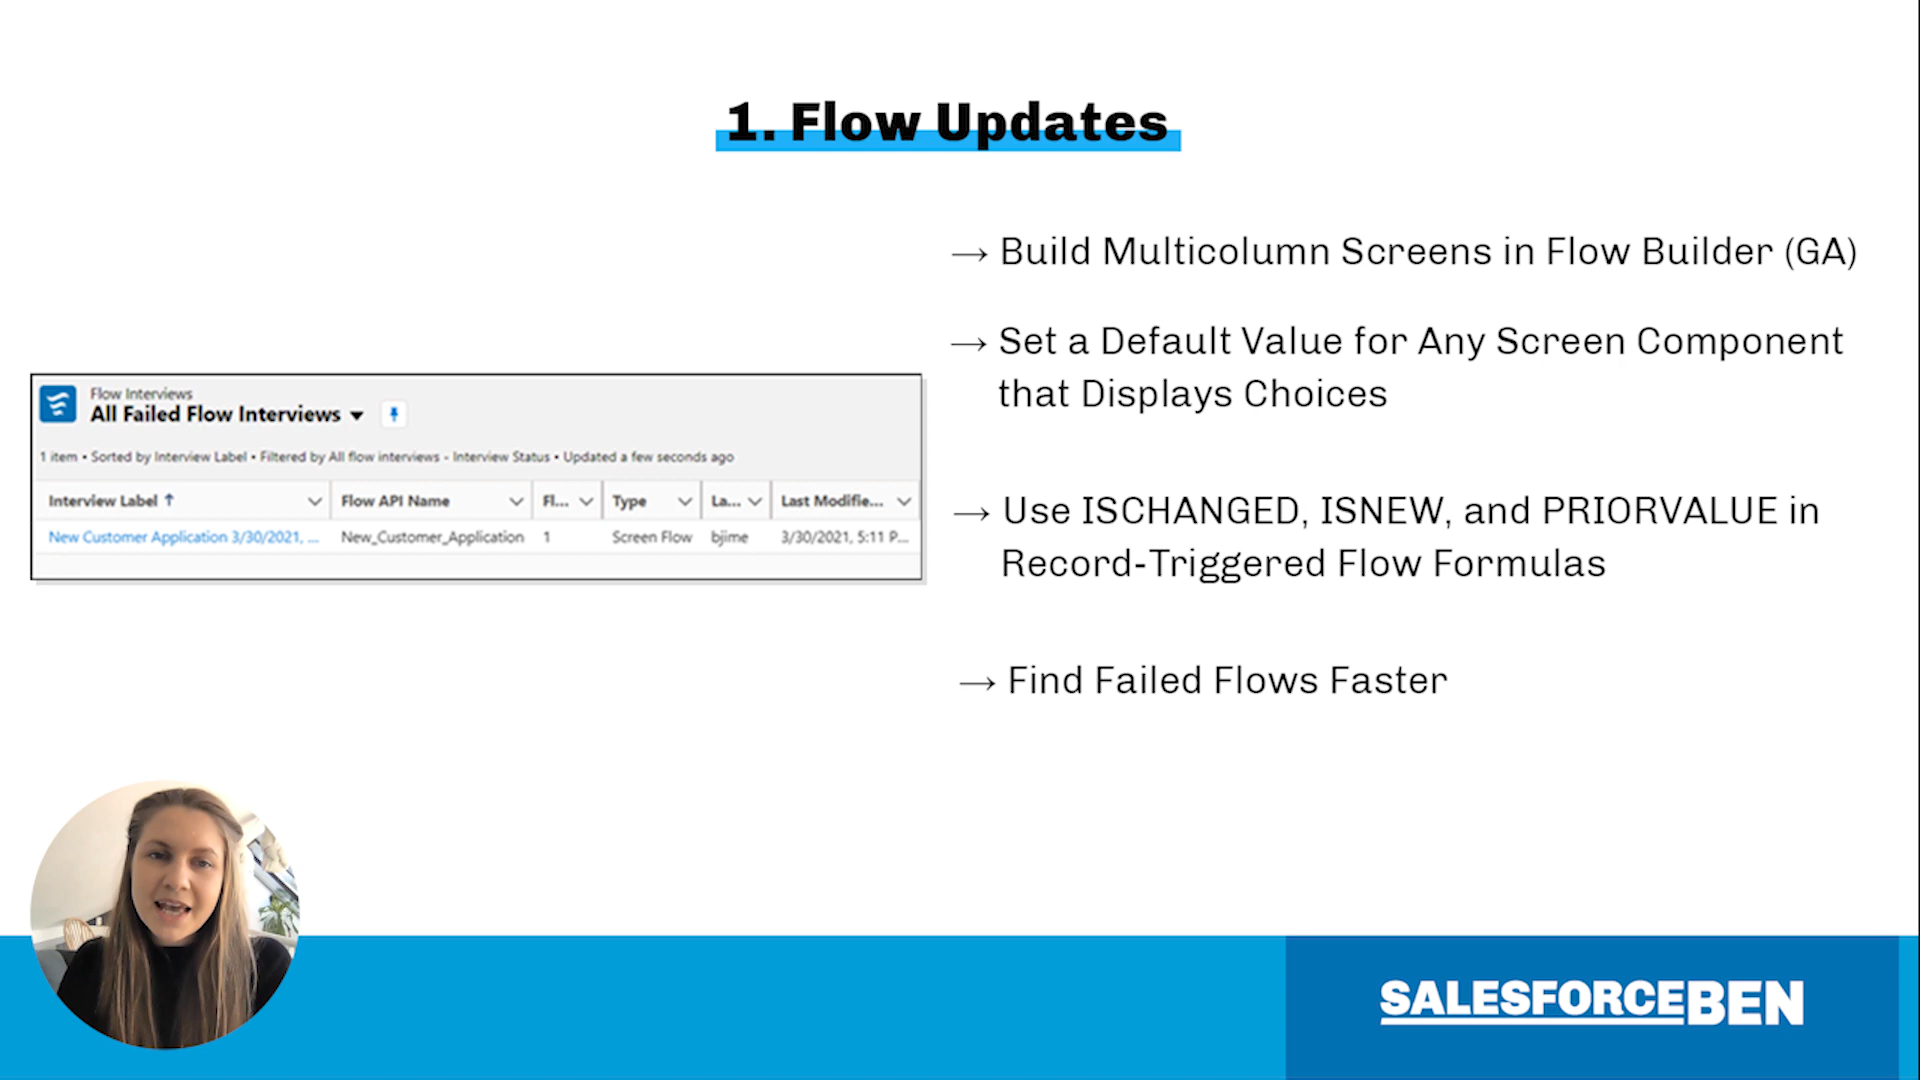 1. Flow Updates
→ Build Multicolumn Screens in Flow Builder (GA)
→ Set a Default Value for Any Screen Component
that Displays Choices
→ Use ISCHANGED, ISNEW, and PRIORVALUE in
Record-Triggered Flow Formulas
→ Find Failed Flows Faster
Flow Interviews
All Failed Flow Interviews
1 item • Sorted by Interview Label • Filtered by All flow interviews - Interview Status • Updated a few seconds ago
Interview Label ↑ Flow API Name Fl... Type La... Last Modifie...
New Customer Application 3/30/2021, ... New_Customer_Application 1 Screen Flow bjime 3/30/2021, 5:11 P...
SALESFORCEBEN